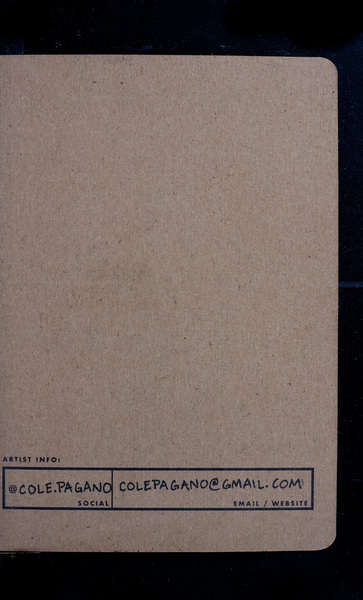 ARTIST INFO:
@COLE.PAGANO COLEPAGANO@GMAIL.COM
SOCIAL EMAIL / WEBSITE